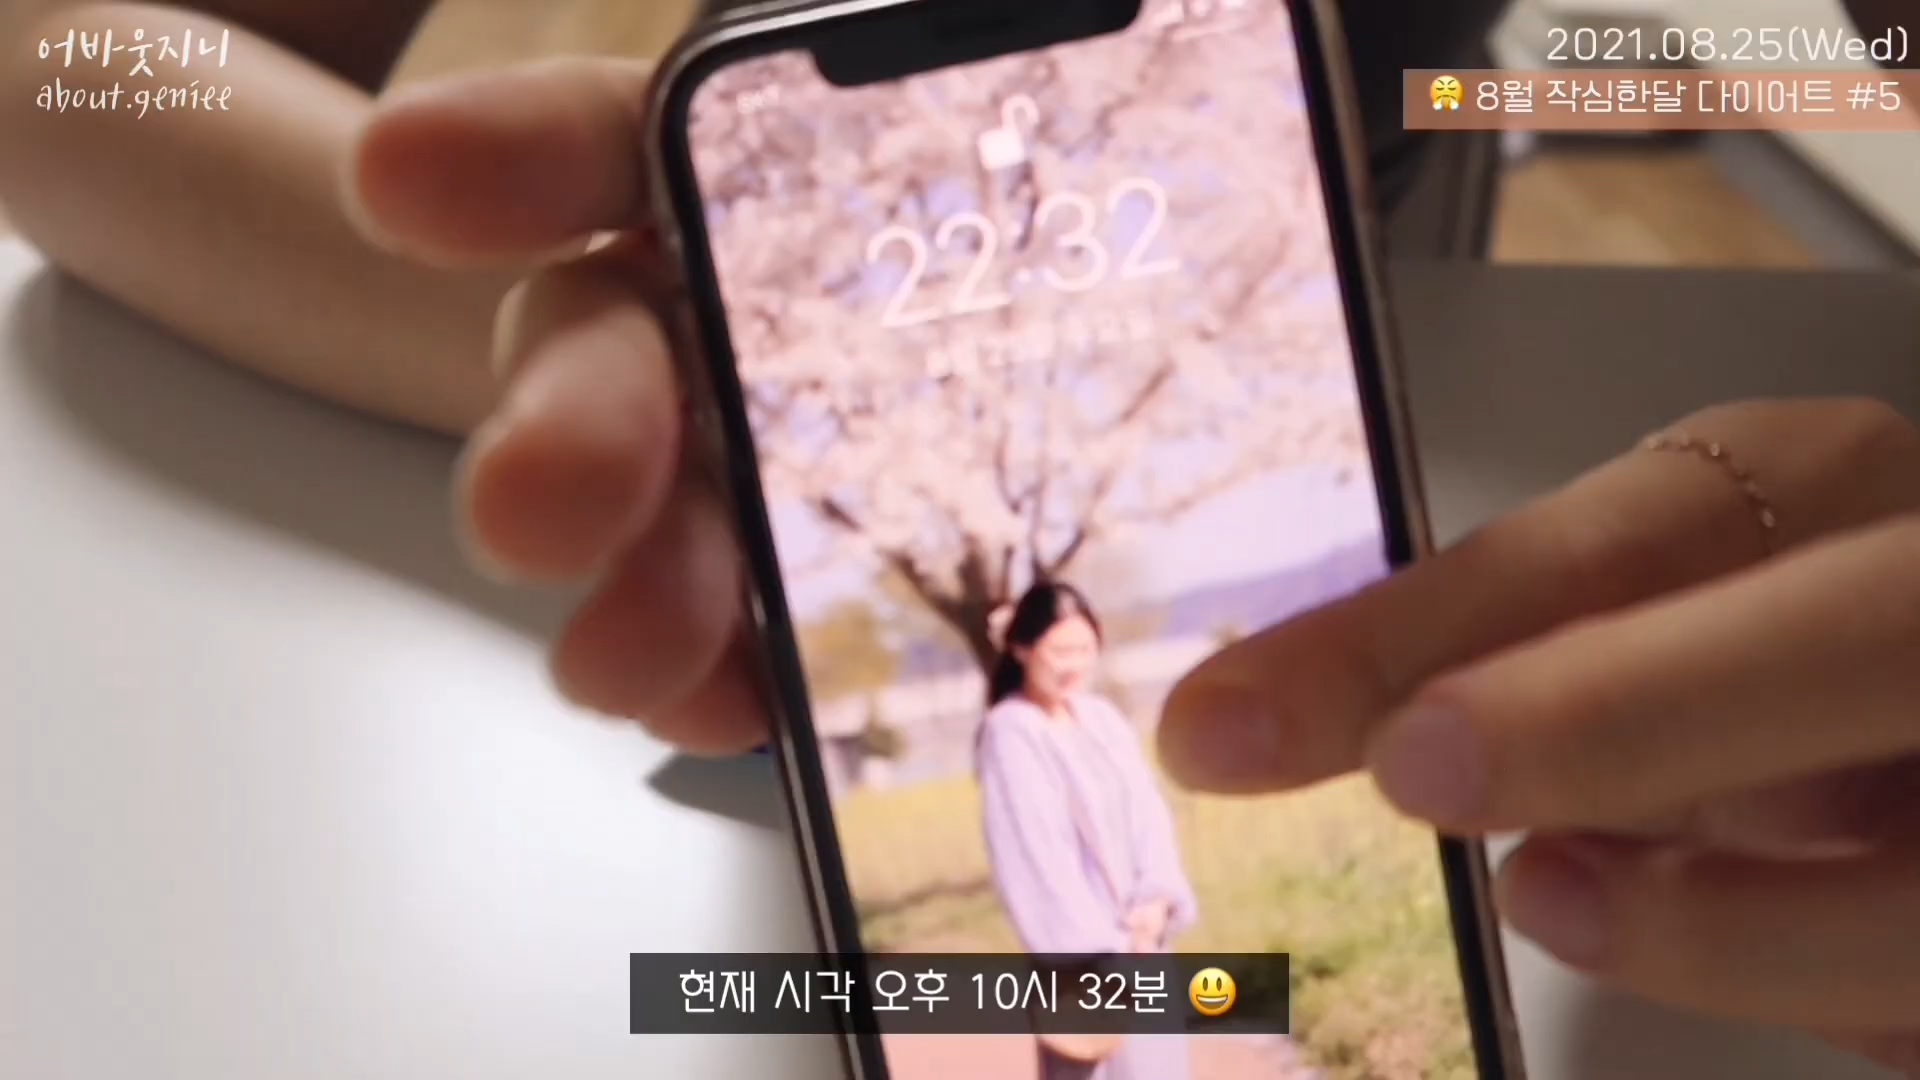 어바웃지니
about.geniee
2021.08.25(Wed)
😤 8월 작심한달 다이어트 #5
22:32
현재 시각 오후 10시 32분 😃